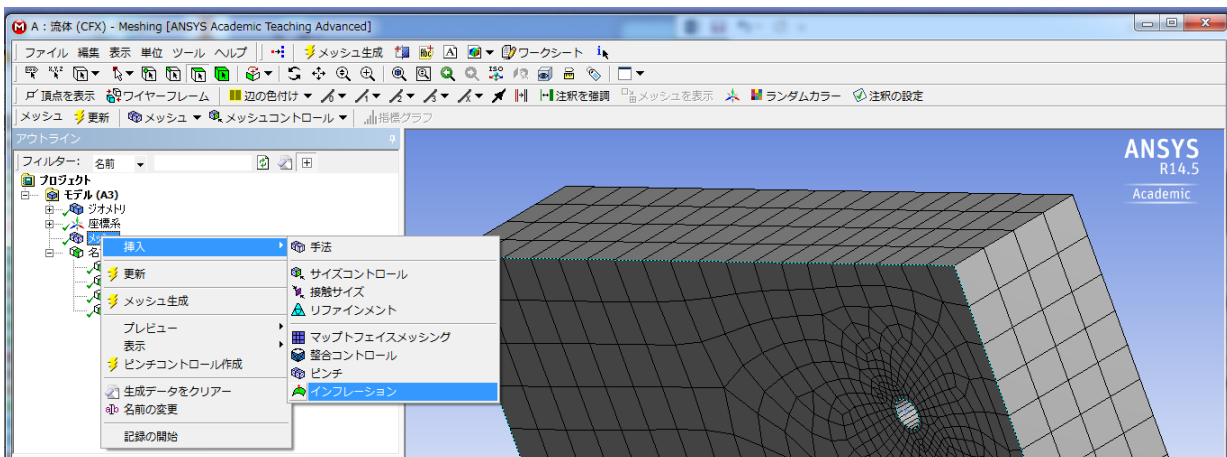 A : 流体 (CFX) - Meshing [ANSYS Academic Teaching Advanced]
ファイル 編集 表示 単位 ツール ヘルプ メッシュ生成 A ワークシート
頂点を表示 ワイヤーフレーム 辺の色付け 注釈を強調 メッシュを表示 ランダムカラー 注釈の設定
メッシュ 更新 メッシュ メッシュコントロール 指標グラフ
アウトライン
フィルター: 名前
プロジェクト
モデル (A3)
ジオメトリ
座標系
挿入
更新
メッシュ生成
プレビュー
表示
ピンチコントロール作成
生成データをクリアー
名前の変更
記録の開始
手法
サイズコントロール
接触サイズ
リファインメント
マップトフェイスメッシング
整合コントロール
ピンチ
インフレーション
ANSYS
R14.5
Academic